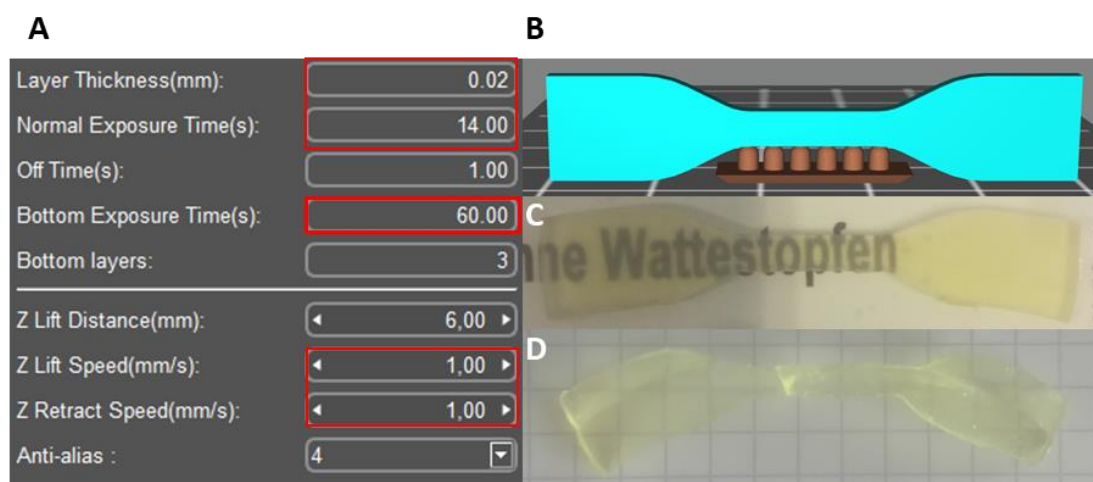 A
B
Layer Thickness(mm): 0.02
Normal Exposure Time(s): 14.00
Off Time(s): 1.00
Bottom Exposure Time(s): 60.00
Bottom layers: 3
Z Lift Distance(mm): 6,00
Z Lift Speed(mm/s): 1,00
Z Retract Speed(mm/s): 1,00
Anti-alias : 4
C
nne Wattestopfen
D